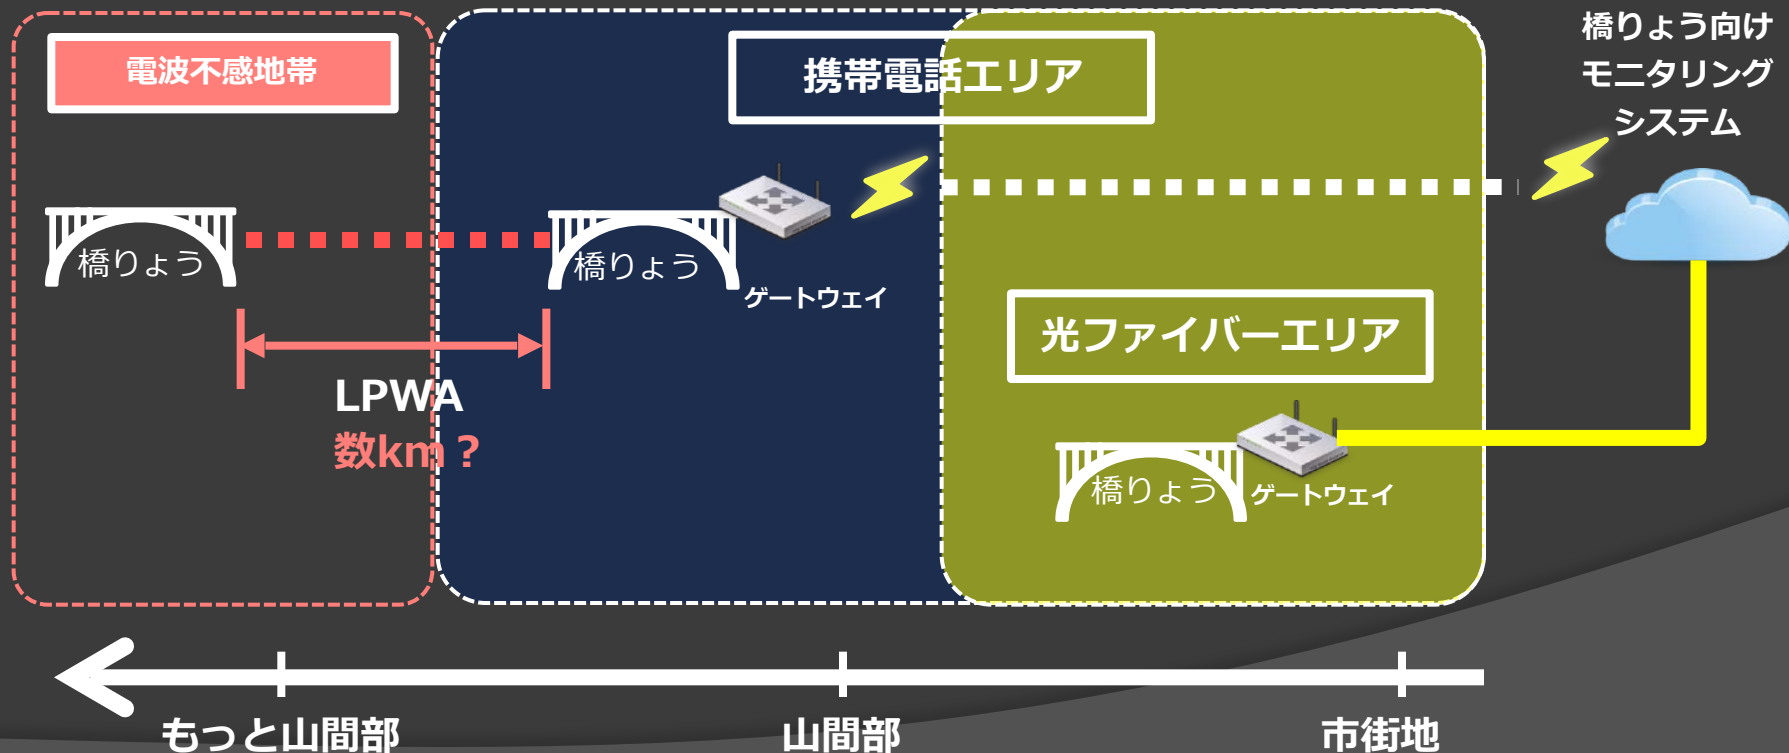 電波不感地帯
携帯電話エリア
橋りょう向け
モニタリング
システム
橋りょう
橋りょう
ゲートウェイ
光ファイバーエリア
LPWA
数km？
橋りょう
ゲートウェイ
もっと山間部
山間部
市街地